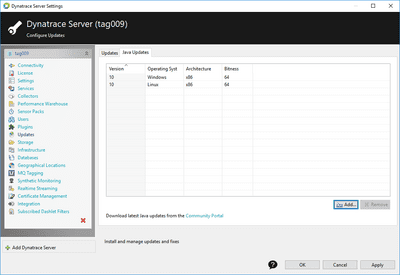 Dynatrace Server Settings
Dynatrace Server (tag009)
Configure Updates
tag009
Connectivity
License
Settings
Services
Collectors
Performance Warehouse
Sensor Packs
Users
Plugins
Updates
Storage
Infrastructure
Databases
Geographical Locations
MQ Tagging
Synthetic Monitoring
Realtime Streaming
Certificate Management
Integration
Subscribed Dashlet Filters
Add Dynatrace Server
Updates Java Updates
Version Operating Syst Architecture Bitness
10 Windows x86 64
10 Linux x86 64
Add... Remove
Download latest Java updates from the Community Portal
Install and manage updates and fixes
OK Cancel Apply